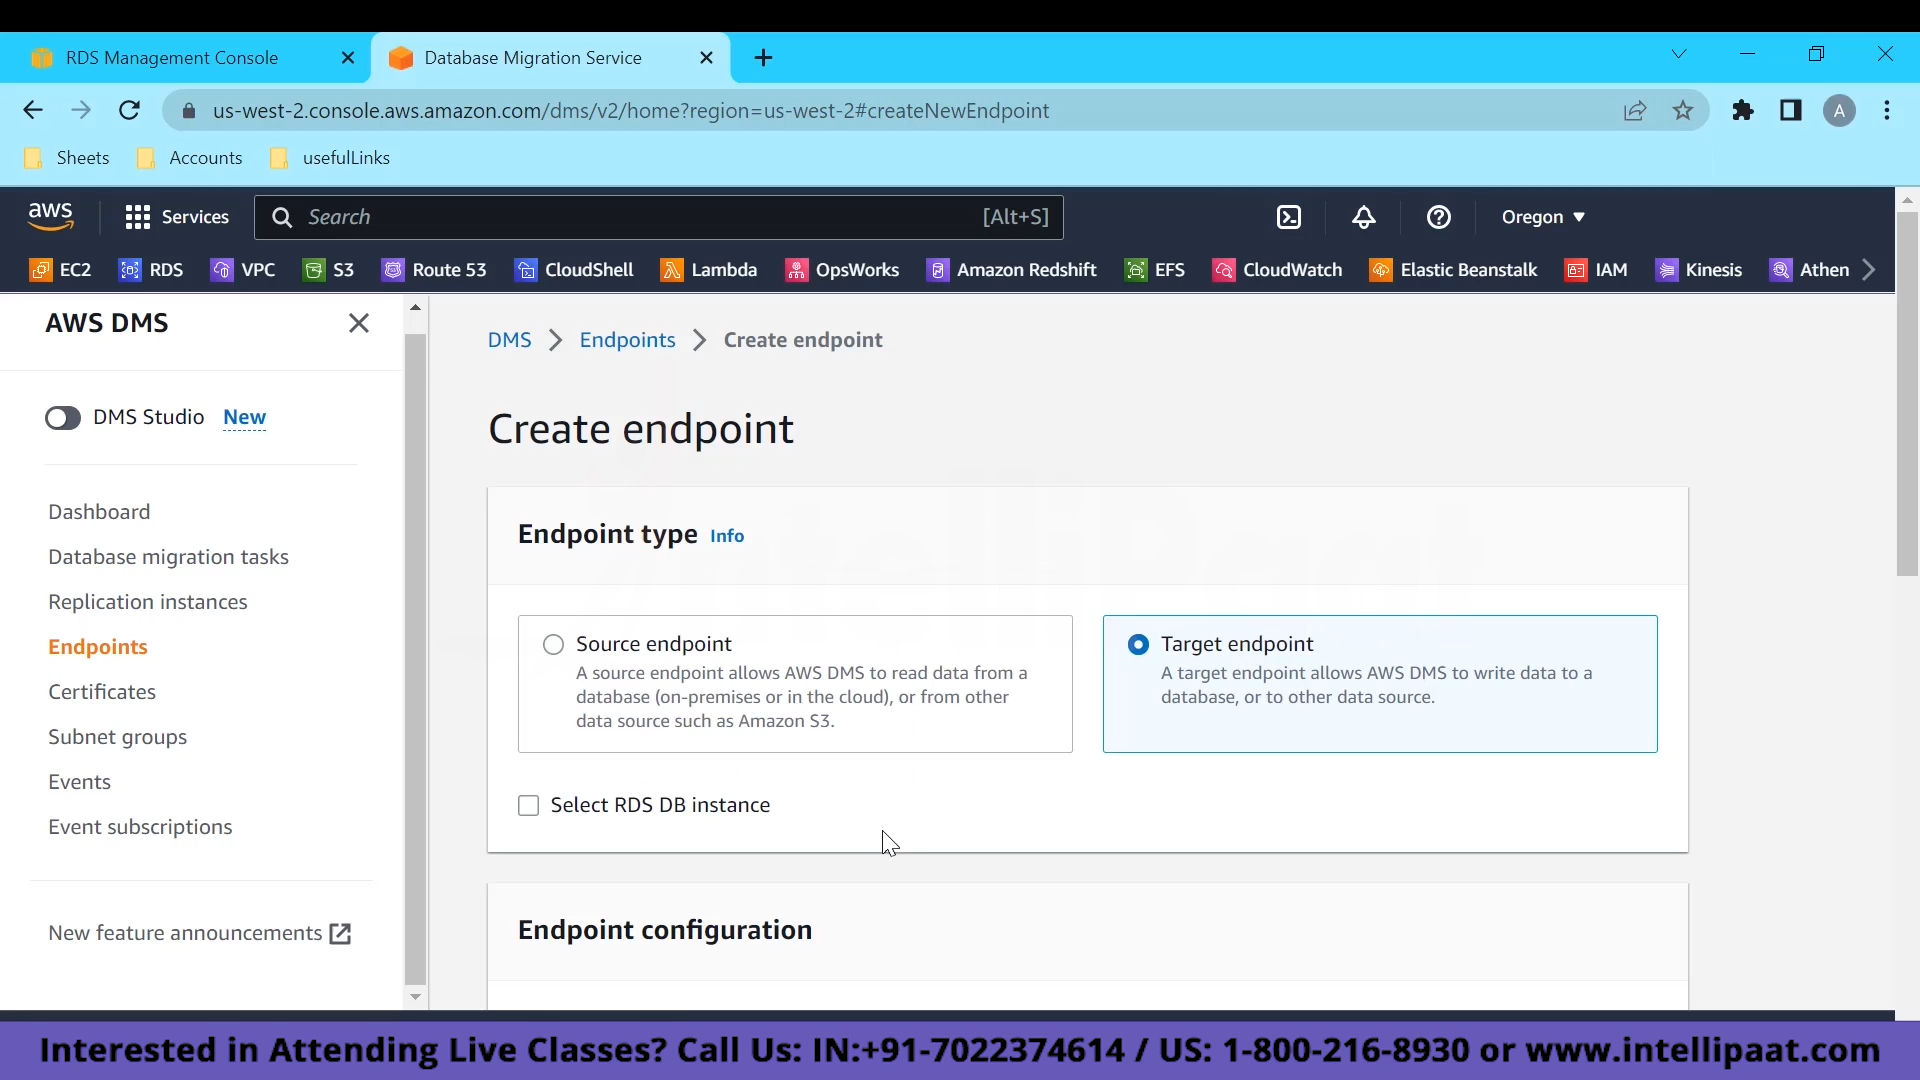 RDS Management Console
Database Migration Service
us-west-2.console.aws.amazon.com/dms/v2/home?region=us-west-2#createNewEndpoint
A
Sheets Accounts usefulLinks
aws Services Search [Alt+S] Oregon
EC2 RDS VPC S3 Route 53 CloudShell Lambda OpsWorks Amazon Redshift EFS CloudWatch Elastic Beanstalk IAM Kinesis Athen
AWS DMS
DMS Studio New
Dashboard
Database migration tasks
Replication instances
Endpoints
Certificates
Subnet groups
Events
Event subscriptions
New feature announcements
DMS Endpoints Create endpoint
Create endpoint
Endpoint type Info
Source endpoint
A source endpoint allows AWS DMS to read data from a
database (on-premises or in the cloud), or from other
data source such as Amazon S3.
Target endpoint
A target endpoint allows AWS DMS to write data to a
database, or to other data source.
Select RDS DB instance
Endpoint configuration
Interested in Attending Live Classes? Call Us: IN:+91-7022374614 / US: 1-800-216-8930 or www.intellipaat.com